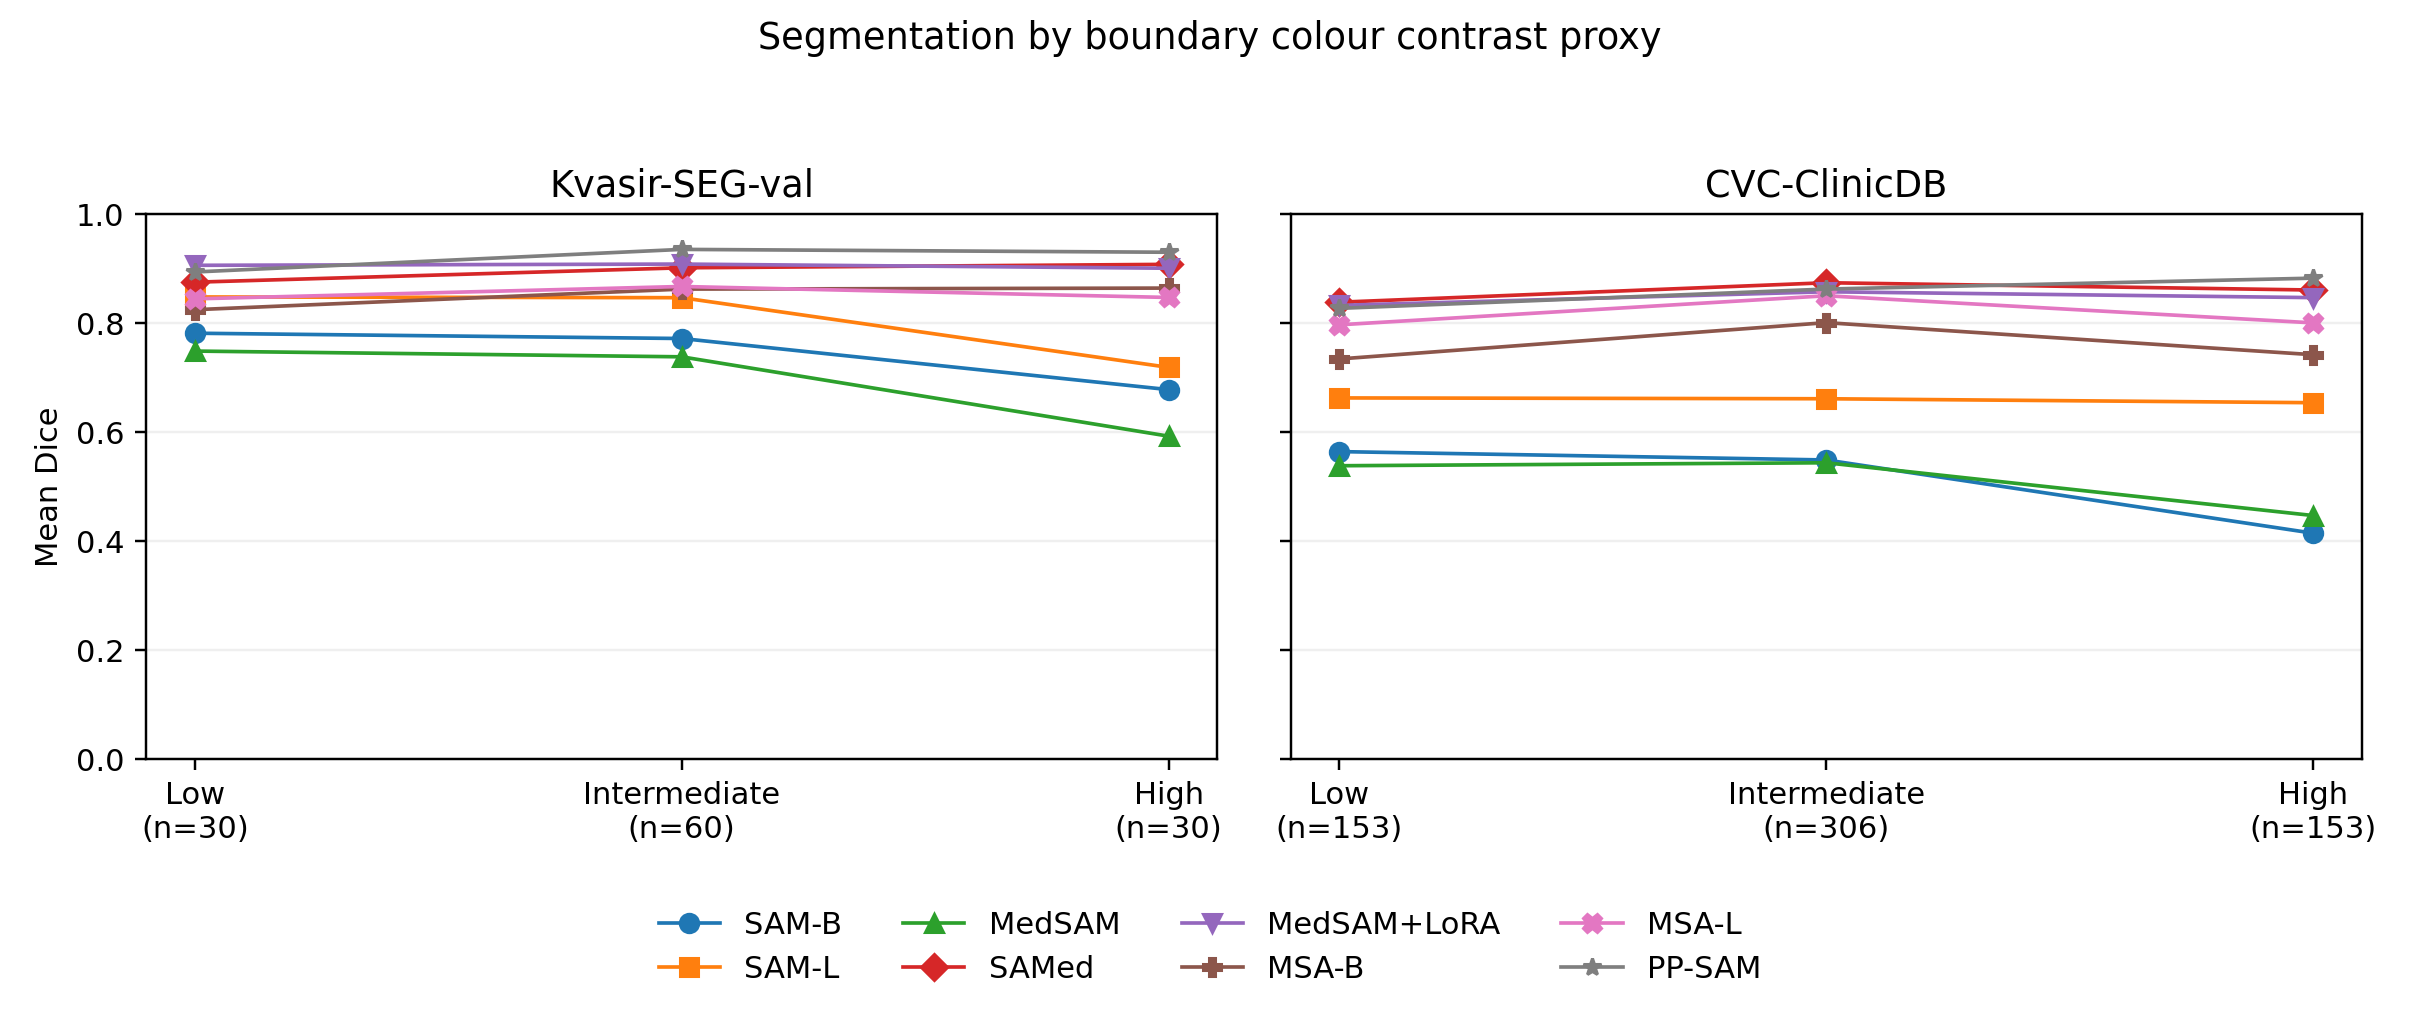 Segmentation by boundary colour contrast proxy
Kvasir-SEG-val
CVC-ClinicDB
Mean Dice
1.0
0.8
0.6
0.4
0.2
0.0
Low
(n=30)
Intermediate
(n=60)
High
(n=30)
Low
(n=153)
Intermediate
(n=306)
High
(n=153)
SAM-B
SAM-L
MedSAM
SAMed
MedSAM+LoRA
MSA-B
MSA-L
PP-SAM